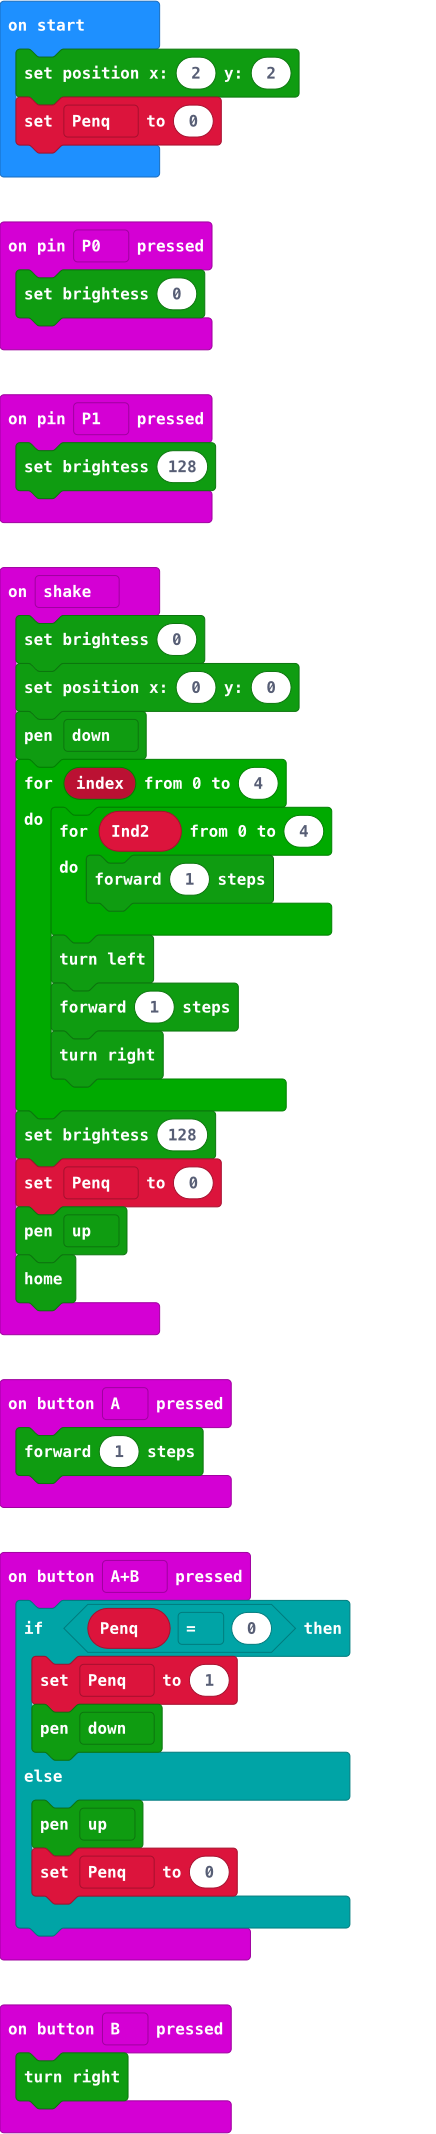 on start
set position x: 2 y: 2
set Penq to 0
on pin P0 pressed
set brightess 0
on pin P1 pressed
set brightess 128
on shake
set brightess 0
set position x: 0 y: 0
pen down
for index from 0 to 4
do
for Ind2 from 0 to 4
do
forward 1 steps
turn left
forward 1 steps
turn right
set brightess 128
set Penq to 0
pen up
home
on button A pressed
forward 1 steps
on button A+B pressed
if Penq = 0 then
set Penq to 1
pen down
else
pen up
set Penq to 0
on button B pressed
turn right